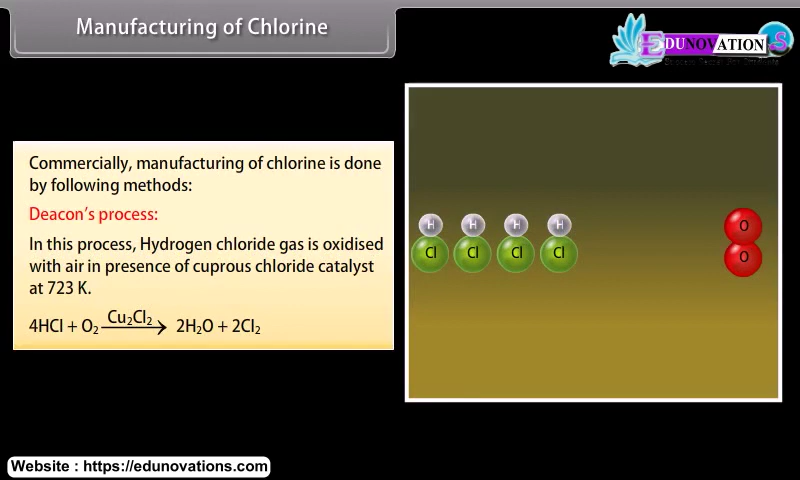 Manufacturing of Chlorine
EDUNOVATIONS
Commercially, manufacturing of chlorine is done
by following methods:
Deacon's process:
In this process, Hydrogen chloride gas is oxidised
with air in presence of cuprous chloride catalyst
at 723 K.
4HCl + O₂ —Cu₂Cl₂→ 2H₂O + 2Cl₂
H H H H O
Cl Cl Cl Cl O
Website : https://edunovations.com